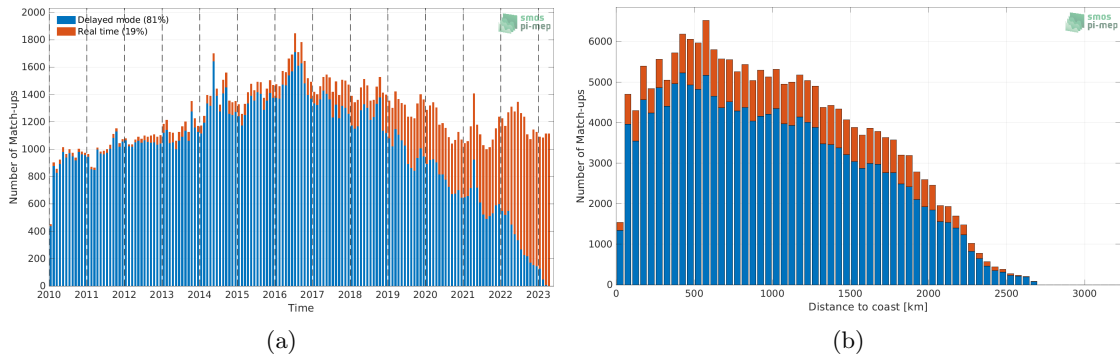 Delayed mode (81%)
Real time (19%)
smos
pi-mep
Number of Match-ups
2000
1800
1600
1400
1200
1000
800
600
400
200
0
2010 2011 2012 2013 2014 2015 2016 2017 2018 2019 2020 2021 2022 2023
Time
(a)
smos
pi-mep
Number of Match-ups
6000
5000
4000
3000
2000
1000
0
0 500 1000 1500 2000 2500 3000
Distance to coast [km]
(b)